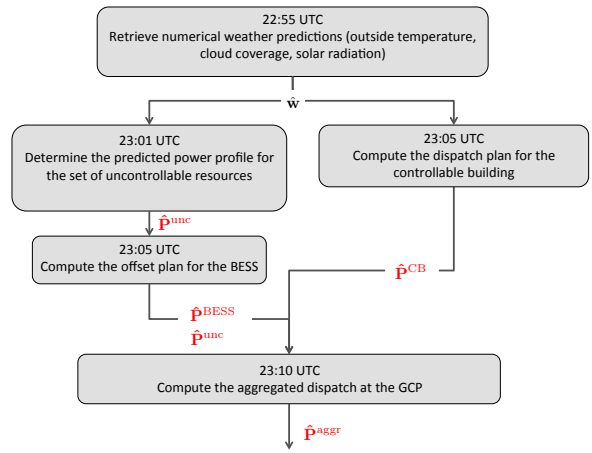 22:55 UTC
Retrieve numerical weather predictions (outside temperature,
cloud coverage, solar radiation)
ŵ
23:01 UTC
Determine the predicted power profile for
the set of uncontrollable resources
23:05 UTC
Compute the dispatch plan for the
controllable building
P̂^unc
23:05 UTC
Compute the offset plan for the BESS
P̂^CB
P̂^BESS
P̂^unc
23:10 UTC
Compute the aggregated dispatch at the GCP
P̂^aggr